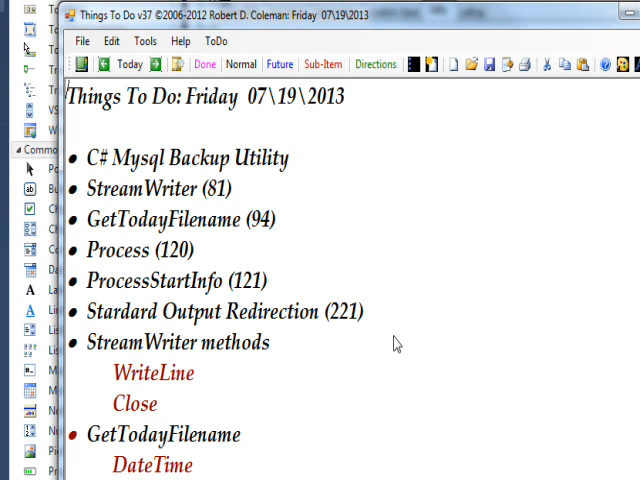 Things To Do v37 ©2006-2012 Robert D. Coleman: Friday 07\19\2013
File Edit Tools Help ToDo
Today Done Normal Future Sub-Item Directions
Things To Do: Friday 07\19\2013
• C# Mysql Backup Utility
• StreamWriter (81)
• GetTodayFilename (94)
• Process (120)
• ProcessStartInfo (121)
• Stardard Output Redirection (221)
• StreamWriter methods
WriteLine
Close
• GetTodayFilename
DateTime
Commo